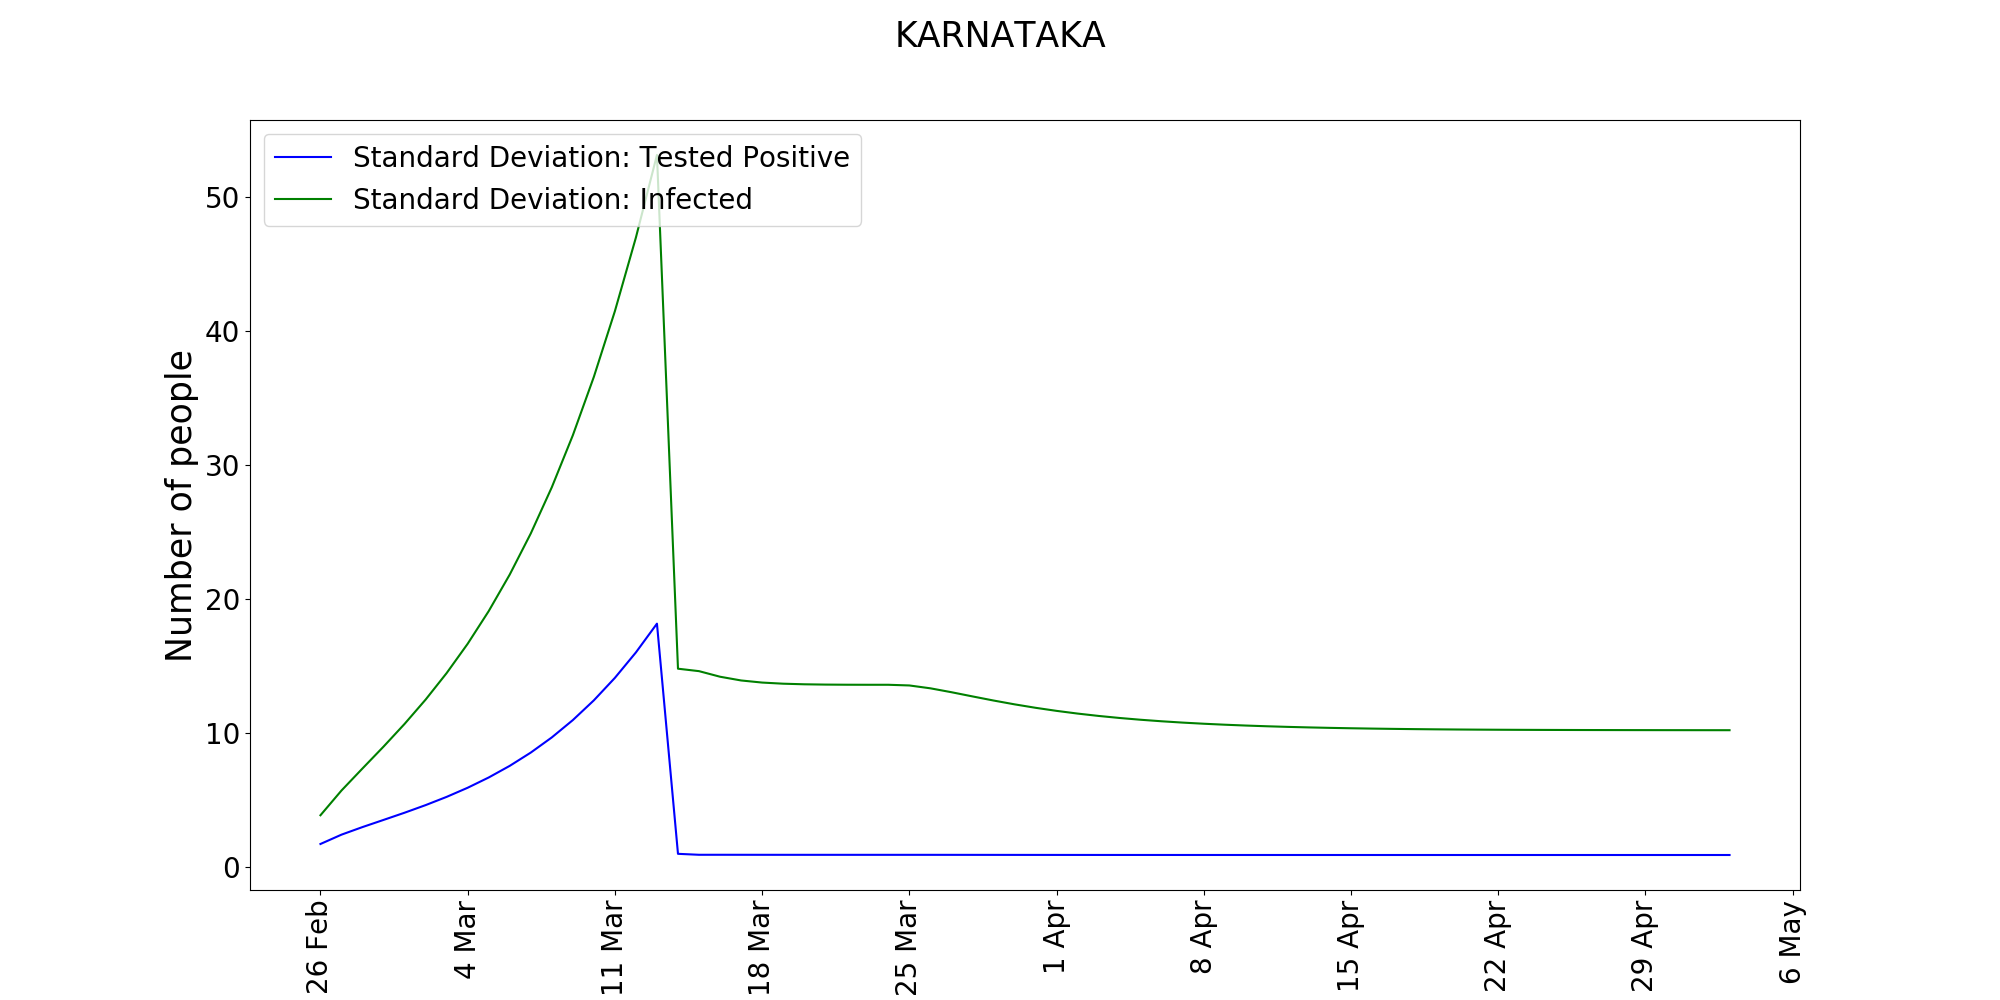 KARNATAKA
Standard Deviation: Tested Positive
Standard Deviation: Infected
Number of people
50
40
30
20
10
0
26 Feb
4 Mar
11 Mar
18 Mar
25 Mar
1 Apr
8 Apr
15 Apr
22 Apr
29 Apr
6 May